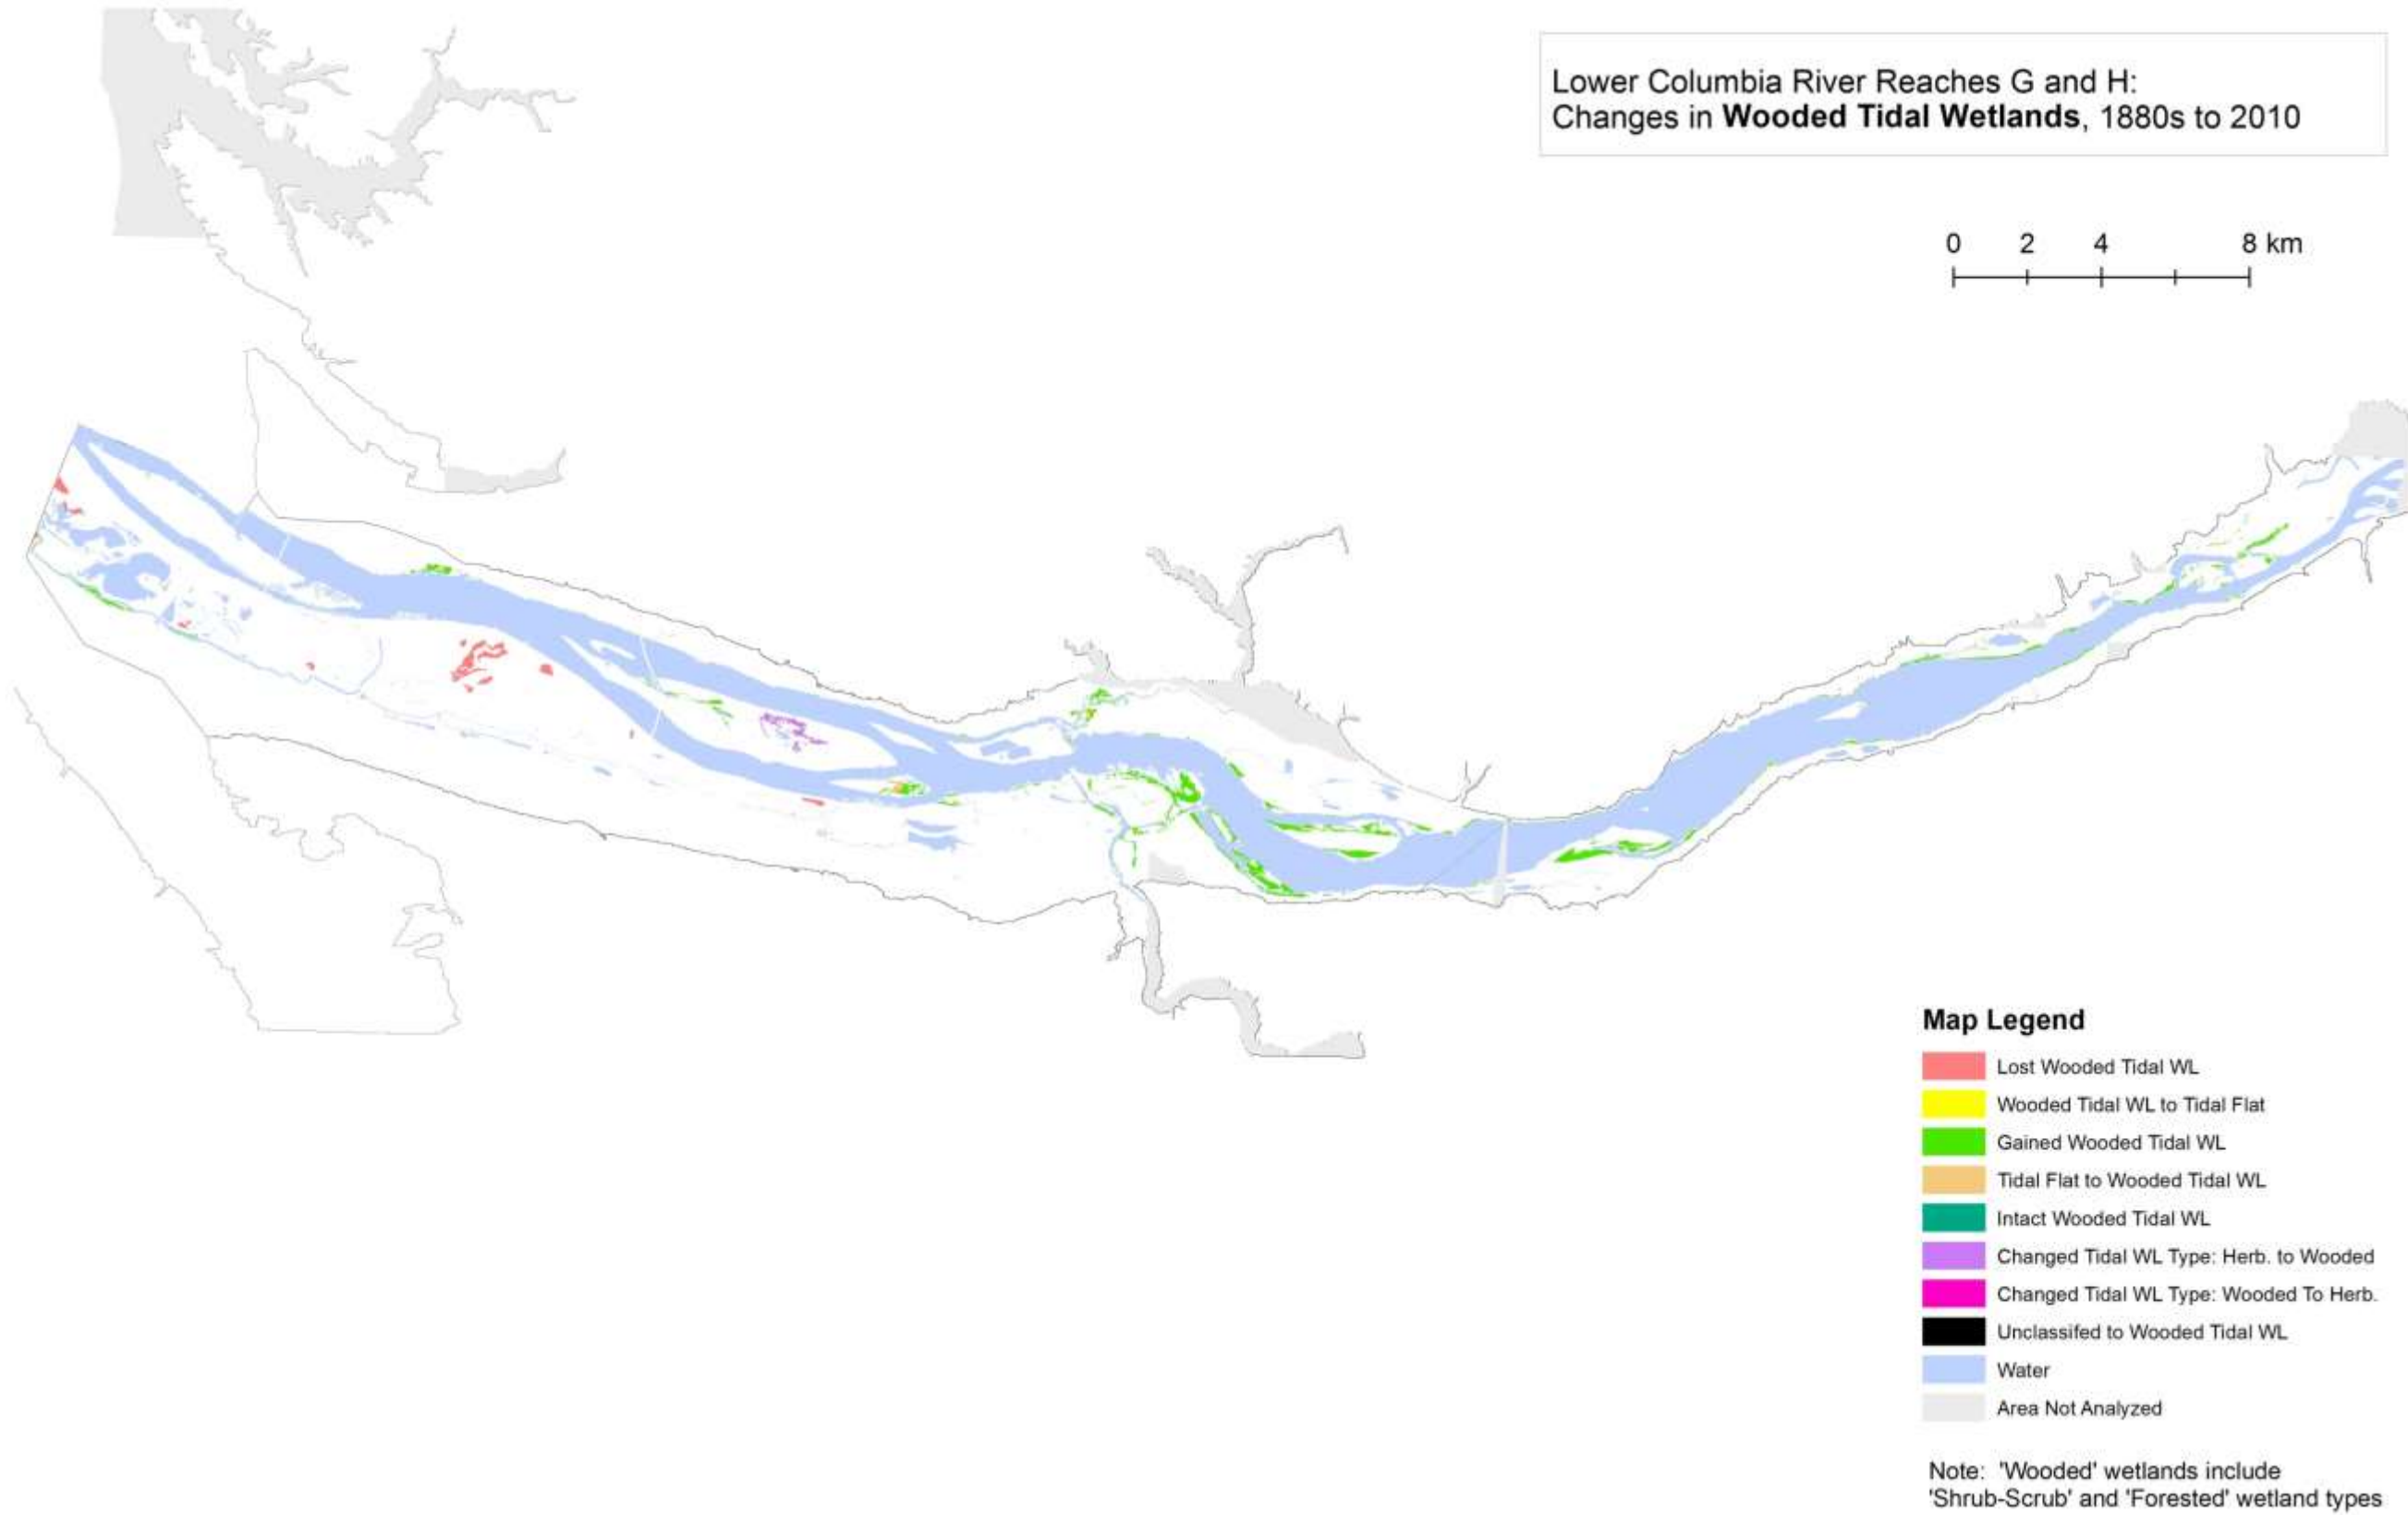 Lower Columbia River Reaches G and H:
Changes in Wooded Tidal Wetlands, 1880s to 2010
0 2 4 8 km
Map Legend
Lost Wooded Tidal WL
Wooded Tidal WL to Tidal Flat
Gained Wooded Tidal WL
Tidal Flat to Wooded Tidal WL
Intact Wooded Tidal WL
Changed Tidal WL Type: Herb. to Wooded
Changed Tidal WL Type: Wooded To Herb.
Unclassifed to Wooded Tidal WL
Water
Area Not Analyzed
Note: 'Wooded' wetlands include
'Shrub-Scrub' and 'Forested' wetland types